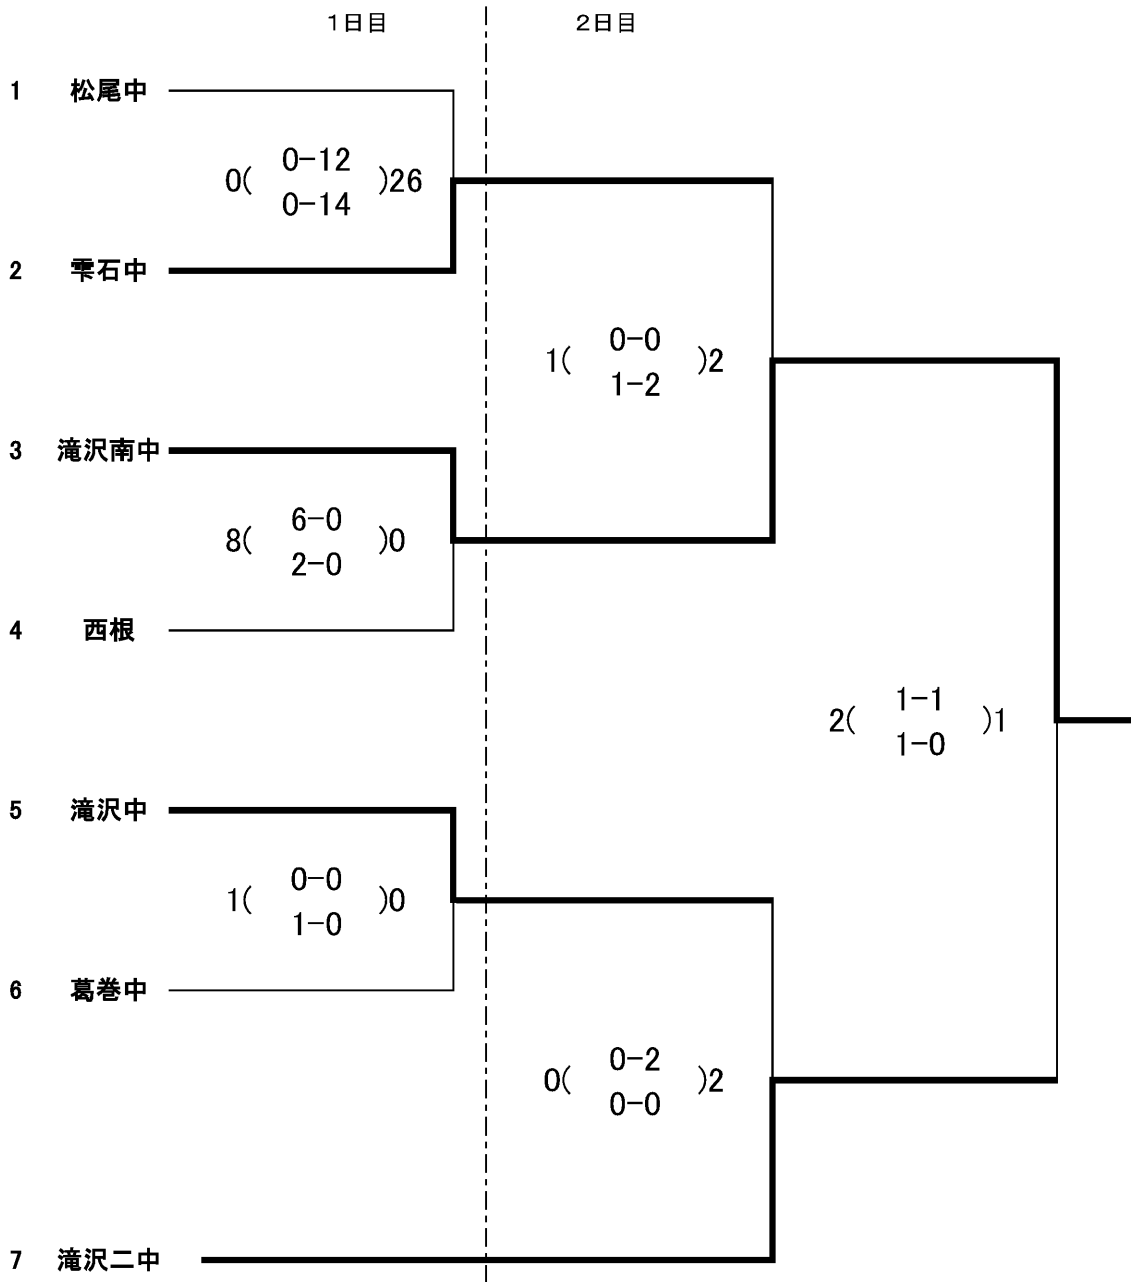 1日目 2日目
1 松尾中
0-12
0( )26
0-14
2 雫石中
0-0
1( )2
1-2
3 滝沢南中
6-0
8( )0
2-0
4 西根
1-1
2( )1
1-0
5 滝沢中
0-0
1( )0
1-0
6 葛巻中
0-2
0( )2
0-0
7 滝沢二中